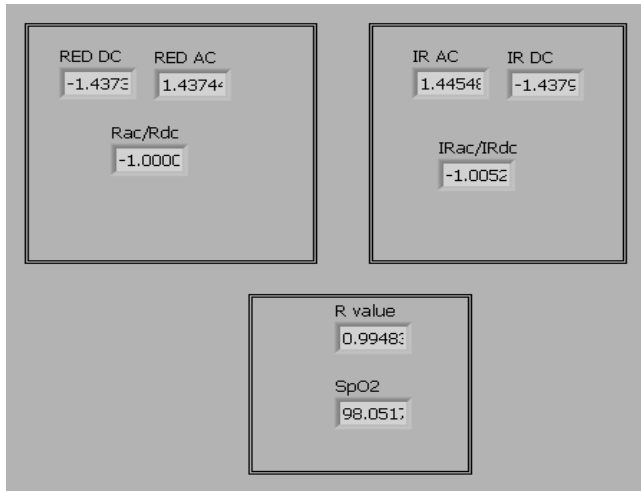 RED DC RED AC
-1.4373 1.43744
Rac/Rdc
-1.0000
IR AC IR DC
1.44548 -1.4379
IRac/IRdc
-1.0052
R value
0.99483
SpO2
98.0517